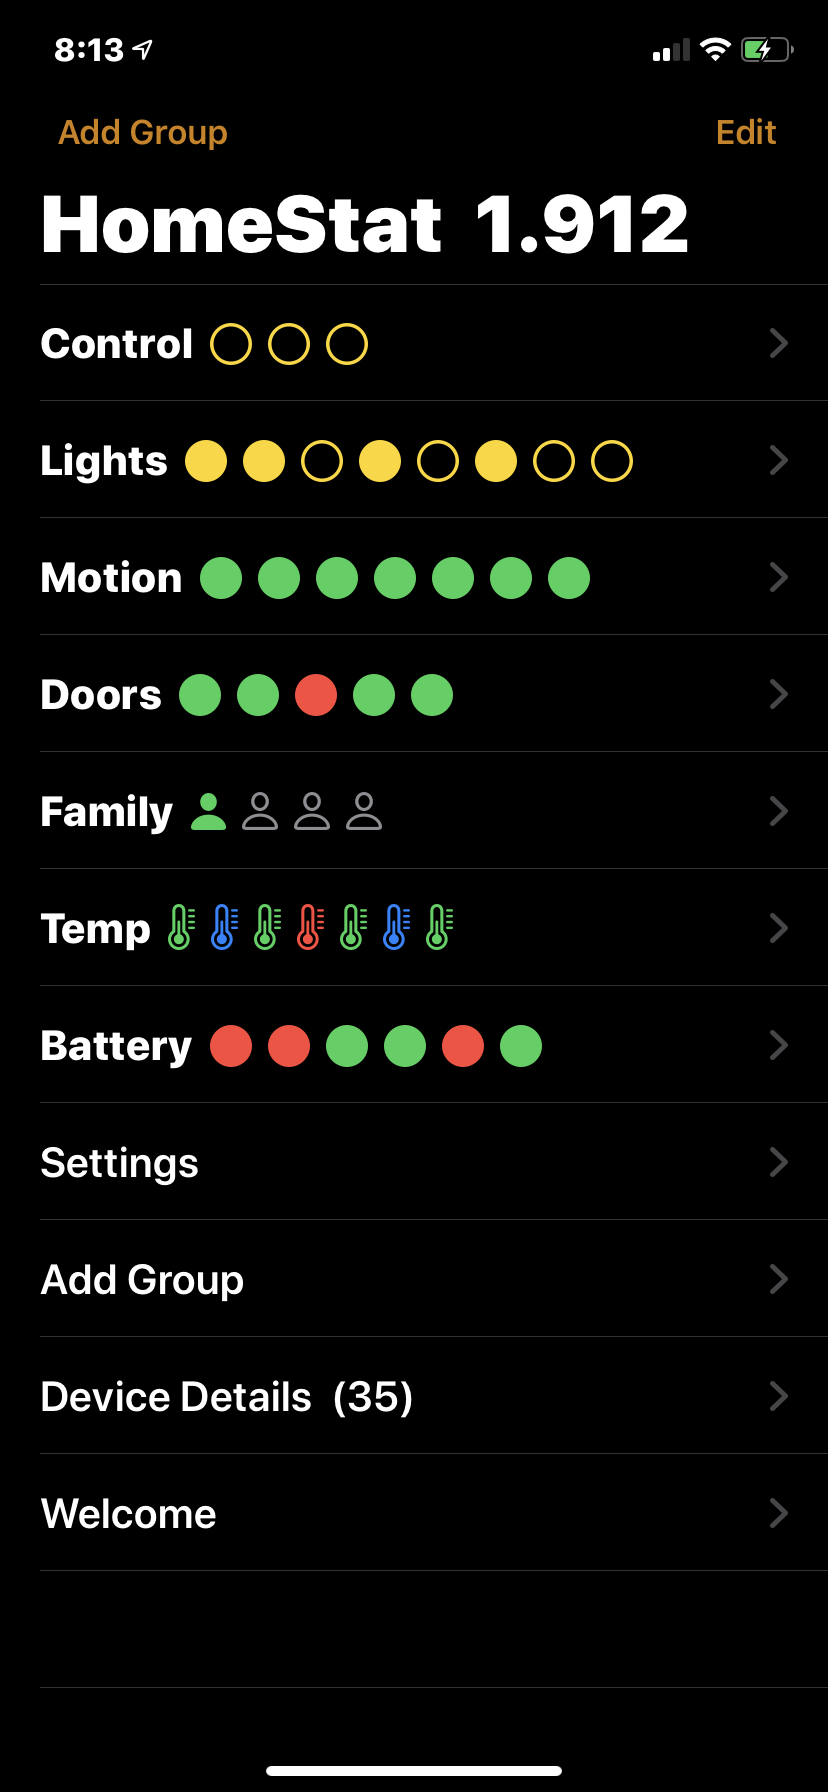 8:13
Add Group Edit
HomeStat 1.912
Control
Lights
Motion
Doors
Family
Temp
Battery
Settings
Add Group
Device Details (35)
Welcome